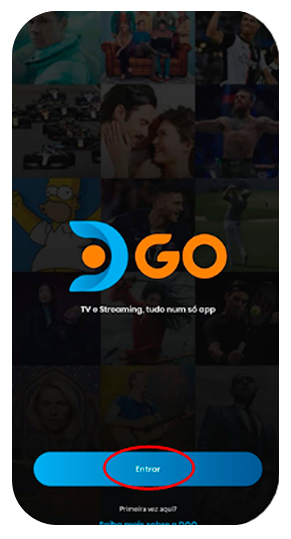 DGO
TV e Streaming, tudo num só app
Entrar
Primeira vez aqui?
Saiba mais sobre a DGO